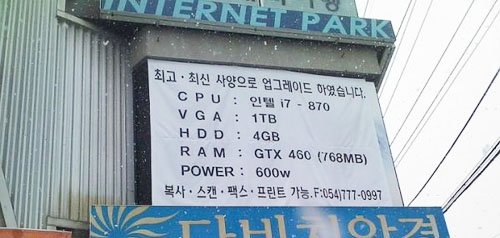 INTERNET PARK
최고·최신 사양으로 업그레이드 하였습니다.
CPU : 인텔 i7 - 870
VGA : 1TB
HDD : 4GB
RAM : GTX 460 (768MB)
POWER : 600w
복사·스캔·팩스·프린트 가능.F:054)777-0997